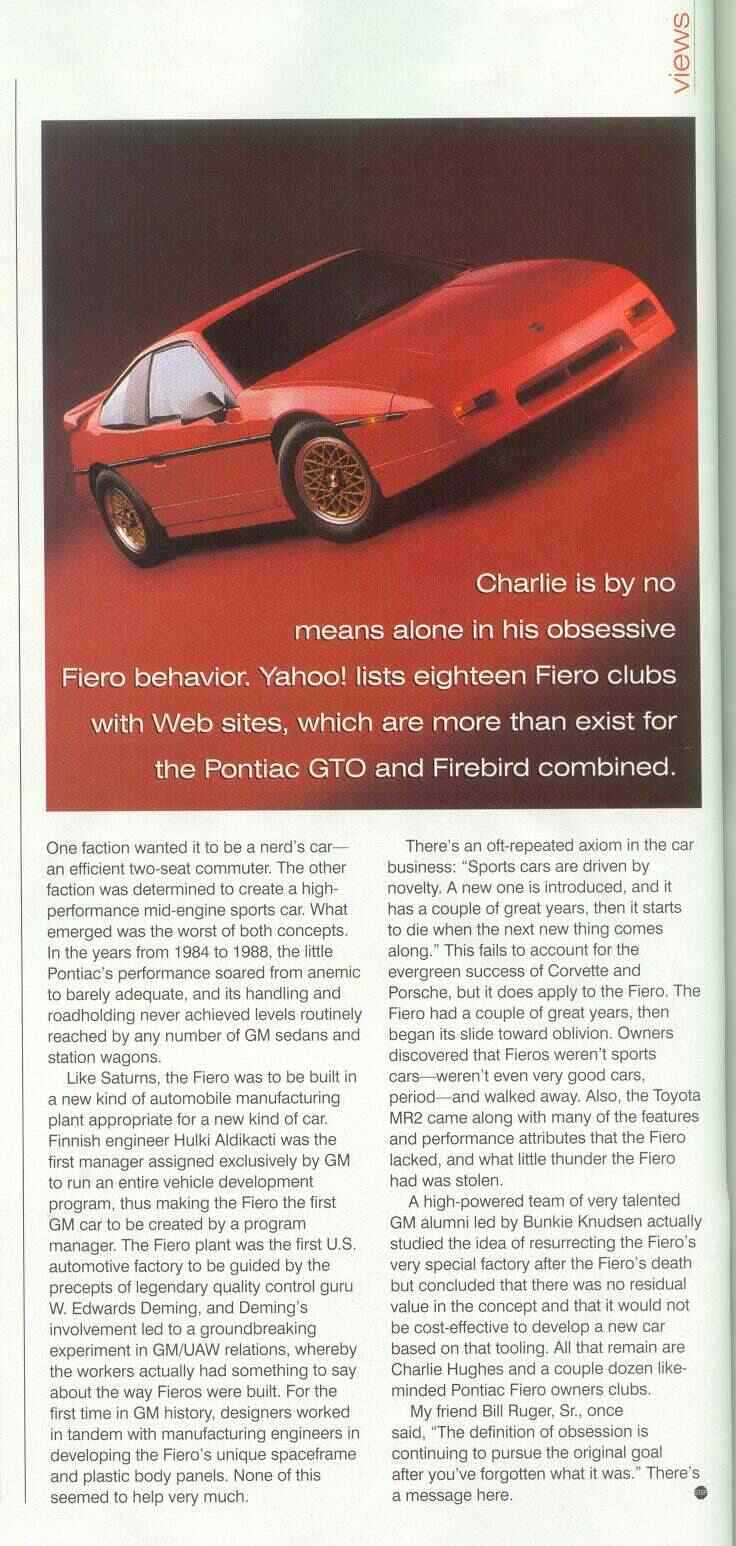 views
Charlie is by no
means alone in his obsessive
Fiero behavior. Yahoo! lists eighteen Fiero clubs
with Web sites, which are more than exist for
the Pontiac GTO and Firebird combined.
One faction wanted it to be a nerd's car—
an efficient two-seat commuter. The other
faction was determined to create a high-
performance mid-engine sports car. What
emerged was the worst of both concepts.
In the years from 1984 to 1988, the little
Pontiac's performance soared from anemic
to barely adequate, and its handling and
roadholding never achieved levels routinely
reached by any number of GM sedans and
station wagons.
Like Saturns, the Fiero was to be built in
a new kind of automobile manufacturing
plant appropriate for a new kind of car.
Finnish engineer Hulki Aldikacti was the
first manager assigned exclusively by GM
to run an entire vehicle development
program, thus making the Fiero the first
GM car to be created by a program
manager. The Fiero plant was the first U.S.
automotive factory to be guided by the
precepts of legendary quality control guru
W. Edwards Deming, and Deming's
involvement led to a groundbreaking
experiment in GM/UAW relations, whereby
the workers actually had something to say
about the way Fieros were built. For the
first time in GM history, designers worked
in tandem with manufacturing engineers in
developing the Fiero's unique spaceframe
and plastic body panels. None of this
seemed to help very much.
There's an oft-repeated axiom in the car
business: “Sports cars are driven by
novelty. A new one is introduced, and it
has a couple of great years, then it starts
to die when the next new thing comes
along.” This fails to account for the
evergreen success of Corvette and
Porsche, but it does apply to the Fiero. The
Fiero had a couple of great years, then
began its slide toward oblivion. Owners
discovered that Fieros weren't sports
cars—weren't even very good cars,
period—and walked away. Also, the Toyota
MR2 came along with many of the features
and performance attributes that the Fiero
lacked, and what little thunder the Fiero
had was stolen.
A high-powered team of very talented
GM alumni led by Bunkie Knudsen actually
studied the idea of resurrecting the Fiero's
very special factory after the Fiero's death
but concluded that there was no residual
value in the concept and that it would not
be cost-effective to develop a new car
based on that tooling. All that remain are
Charlie Hughes and a couple dozen like-
minded Pontiac Fiero owners clubs.
My friend Bill Ruger, Sr., once
said, “The definition of obsession is
continuing to pursue the original goal
after you've forgotten what it was.” There's
a message here.